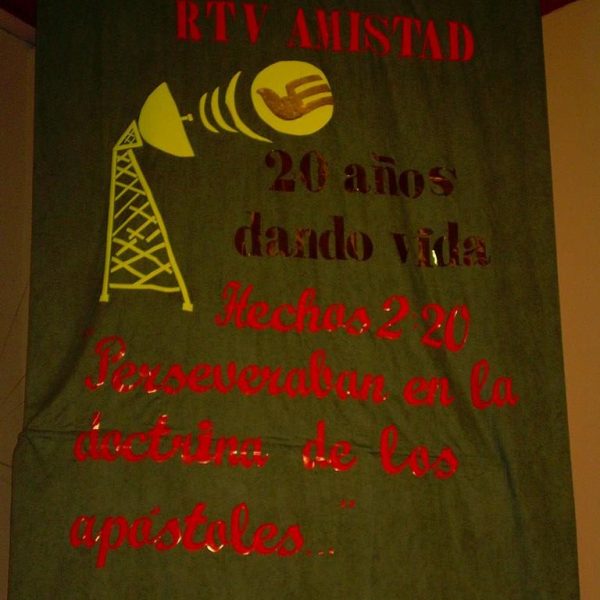 RTV AMISTAD
20 años
dando vida
Hechos 2-20
"Perseveraban en la
doctrina de los
apóstoles..."